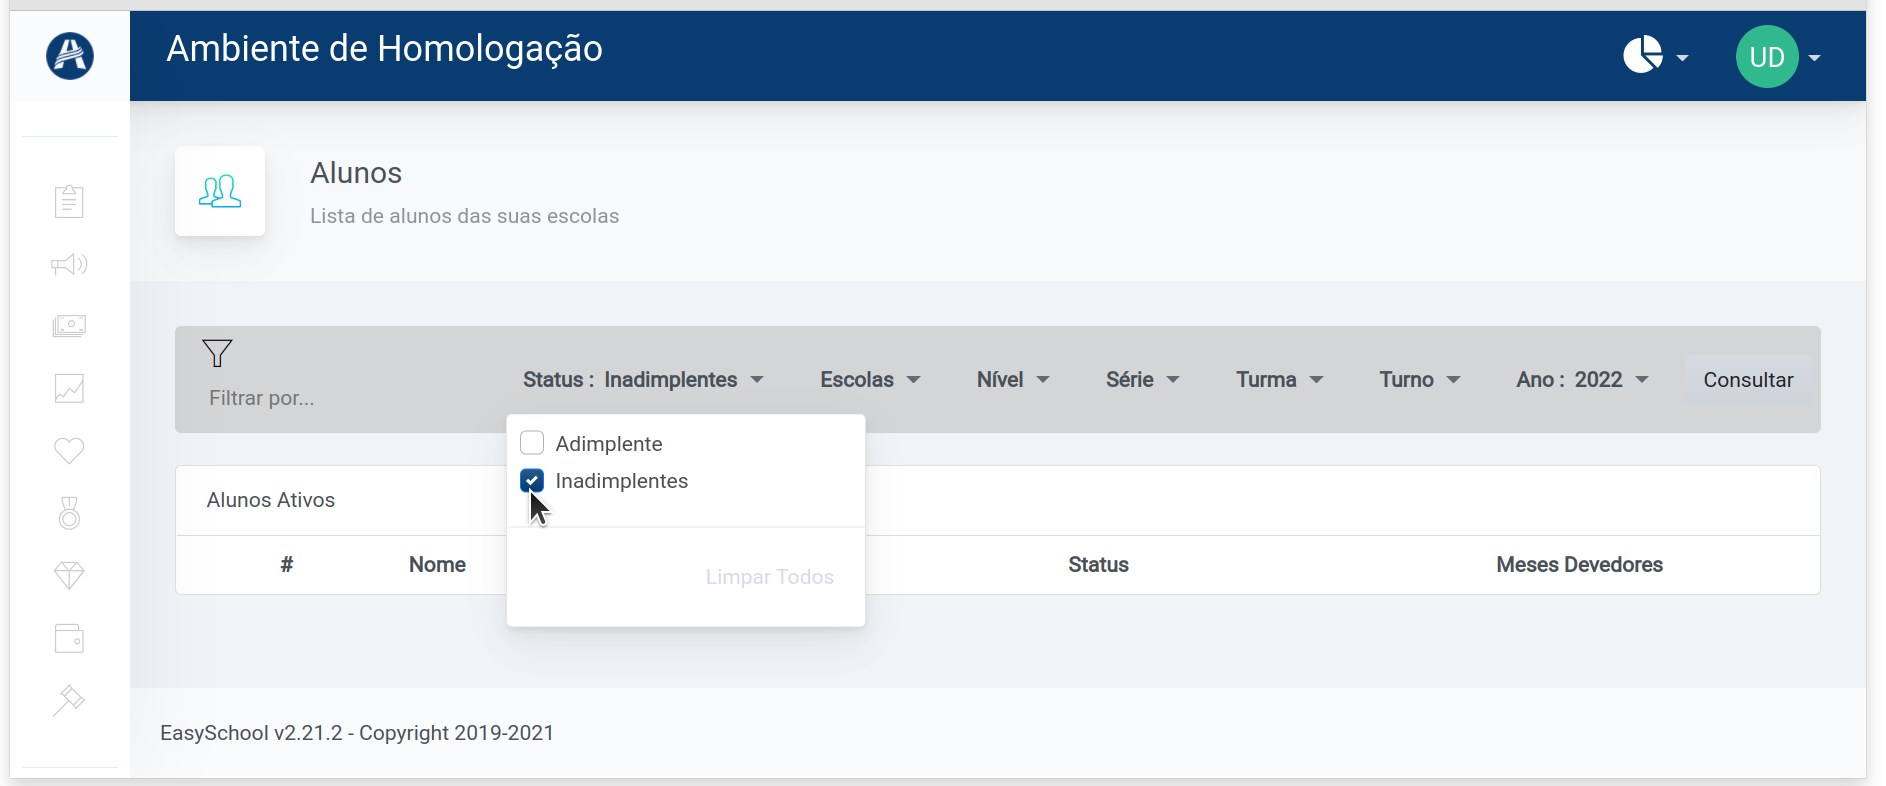 Ambiente de Homologação
UD
Alunos
Lista de alunos das suas escolas
Filtrar por...
Status : Inadimplentes
Escolas
Nível
Série
Turma
Turno
Ano : 2022
Consultar
Adimplente
Inadimplentes
Limpar Todos
Alunos Ativos
# Nome Status Meses Devedores
EasySchool v2.21.2 - Copyright 2019-2021